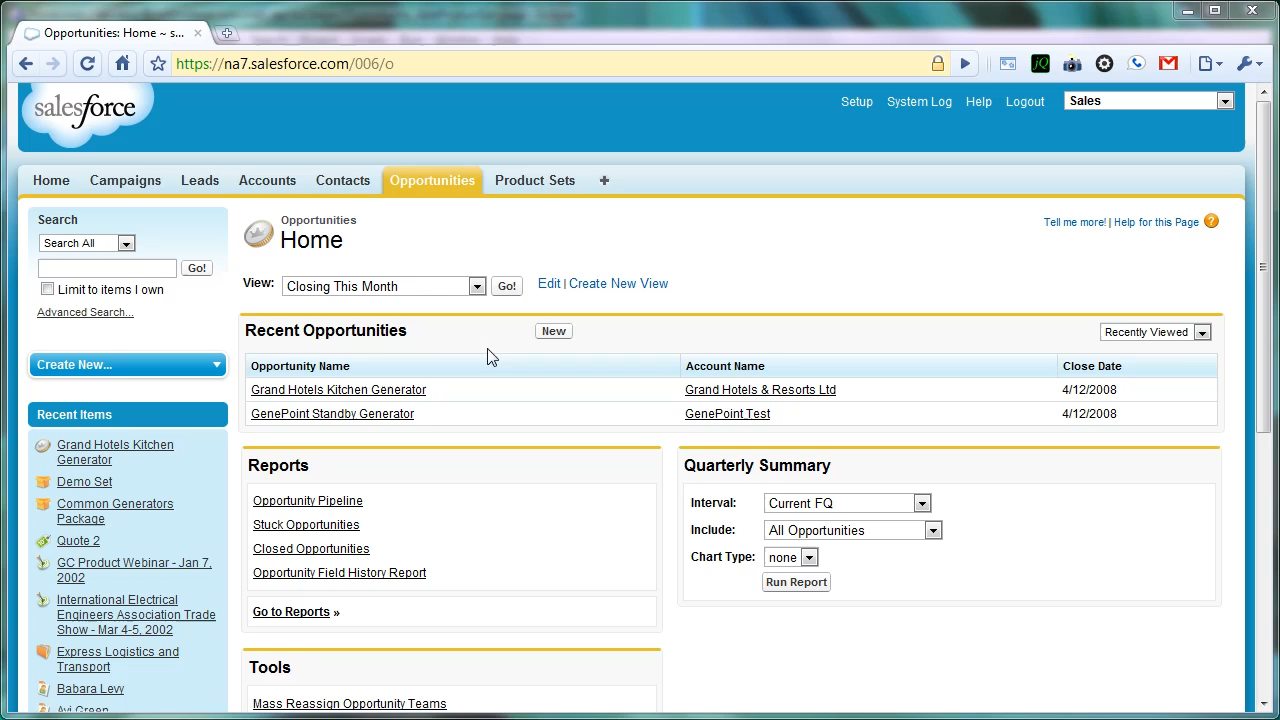 Opportunities: Home ~ s...
https://na7.salesforce.com/006/o
jQ
salesforce
Setup System Log Help Logout Sales
Home Campaigns Leads Accounts Contacts Opportunities Product Sets +
Search
Search All
Go!
Limit to items I own
Advanced Search...
Create New...
Recent Items
Grand Hotels Kitchen
Generator
Demo Set
Common Generators
Package
Quote 2
GC Product Webinar - Jan 7,
2002
International Electrical
Engineers Association Trade
Show - Mar 4-5, 2002
Express Logistics and
Transport
Babara Levy
Avi Green
Opportunities
Home
Tell me more! | Help for this Page ?
View: Closing This Month Go! Edit | Create New View
Recent Opportunities New Recently Viewed
Opportunity Name Account Name Close Date
Grand Hotels Kitchen Generator Grand Hotels & Resorts Ltd 4/12/2008
GenePoint Standby Generator GenePoint Test 4/12/2008
Reports
Opportunity Pipeline
Stuck Opportunities
Closed Opportunities
Opportunity Field History Report
Go to Reports »
Quarterly Summary
Interval: Current FQ
Include: All Opportunities
Chart Type: none
Run Report
Tools
Mass Reassign Opportunity Teams